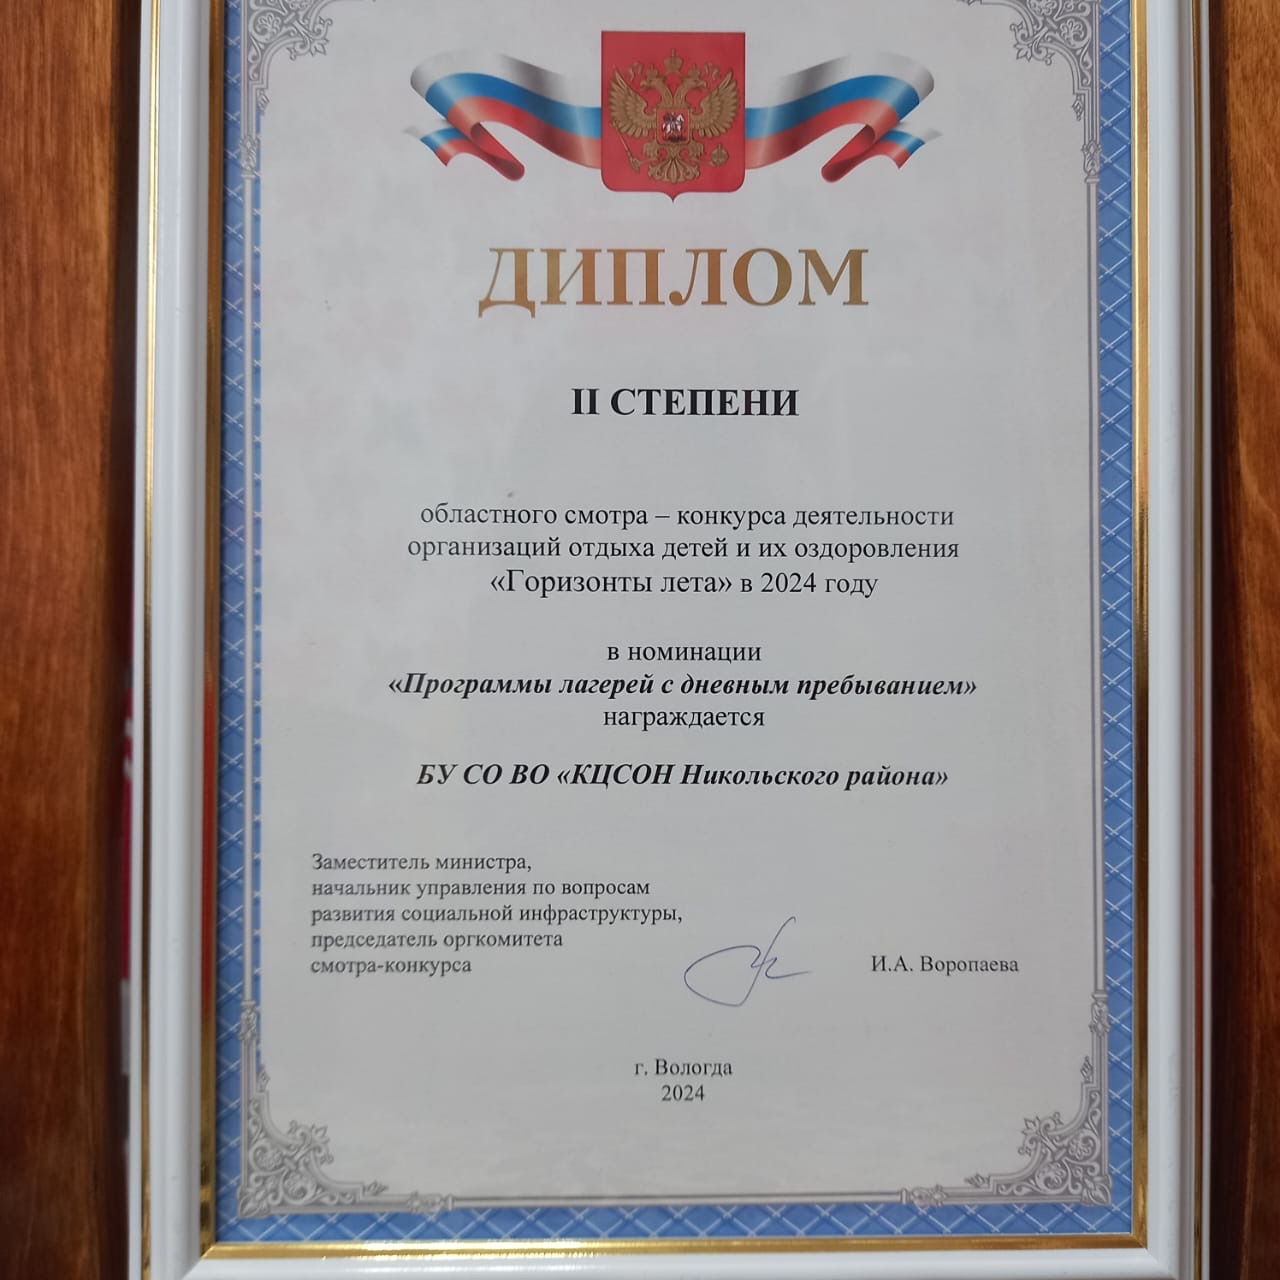 ДИПЛОМ
II СТЕПЕНИ
областного смотра – конкурса деятельности
организаций отдыха детей и их оздоровления
«Горизонты лета» в 2024 году
в номинации
«Программы лагерей с дневным пребыванием»
награждается
БУ СО ВО «КЦСОН Никольского района»
Заместитель министра,
начальник управления по вопросам
развития социальной инфраструктуры,
председатель оргкомитета
смотра-конкурса И.А. Воропаева
г. Вологда
2024